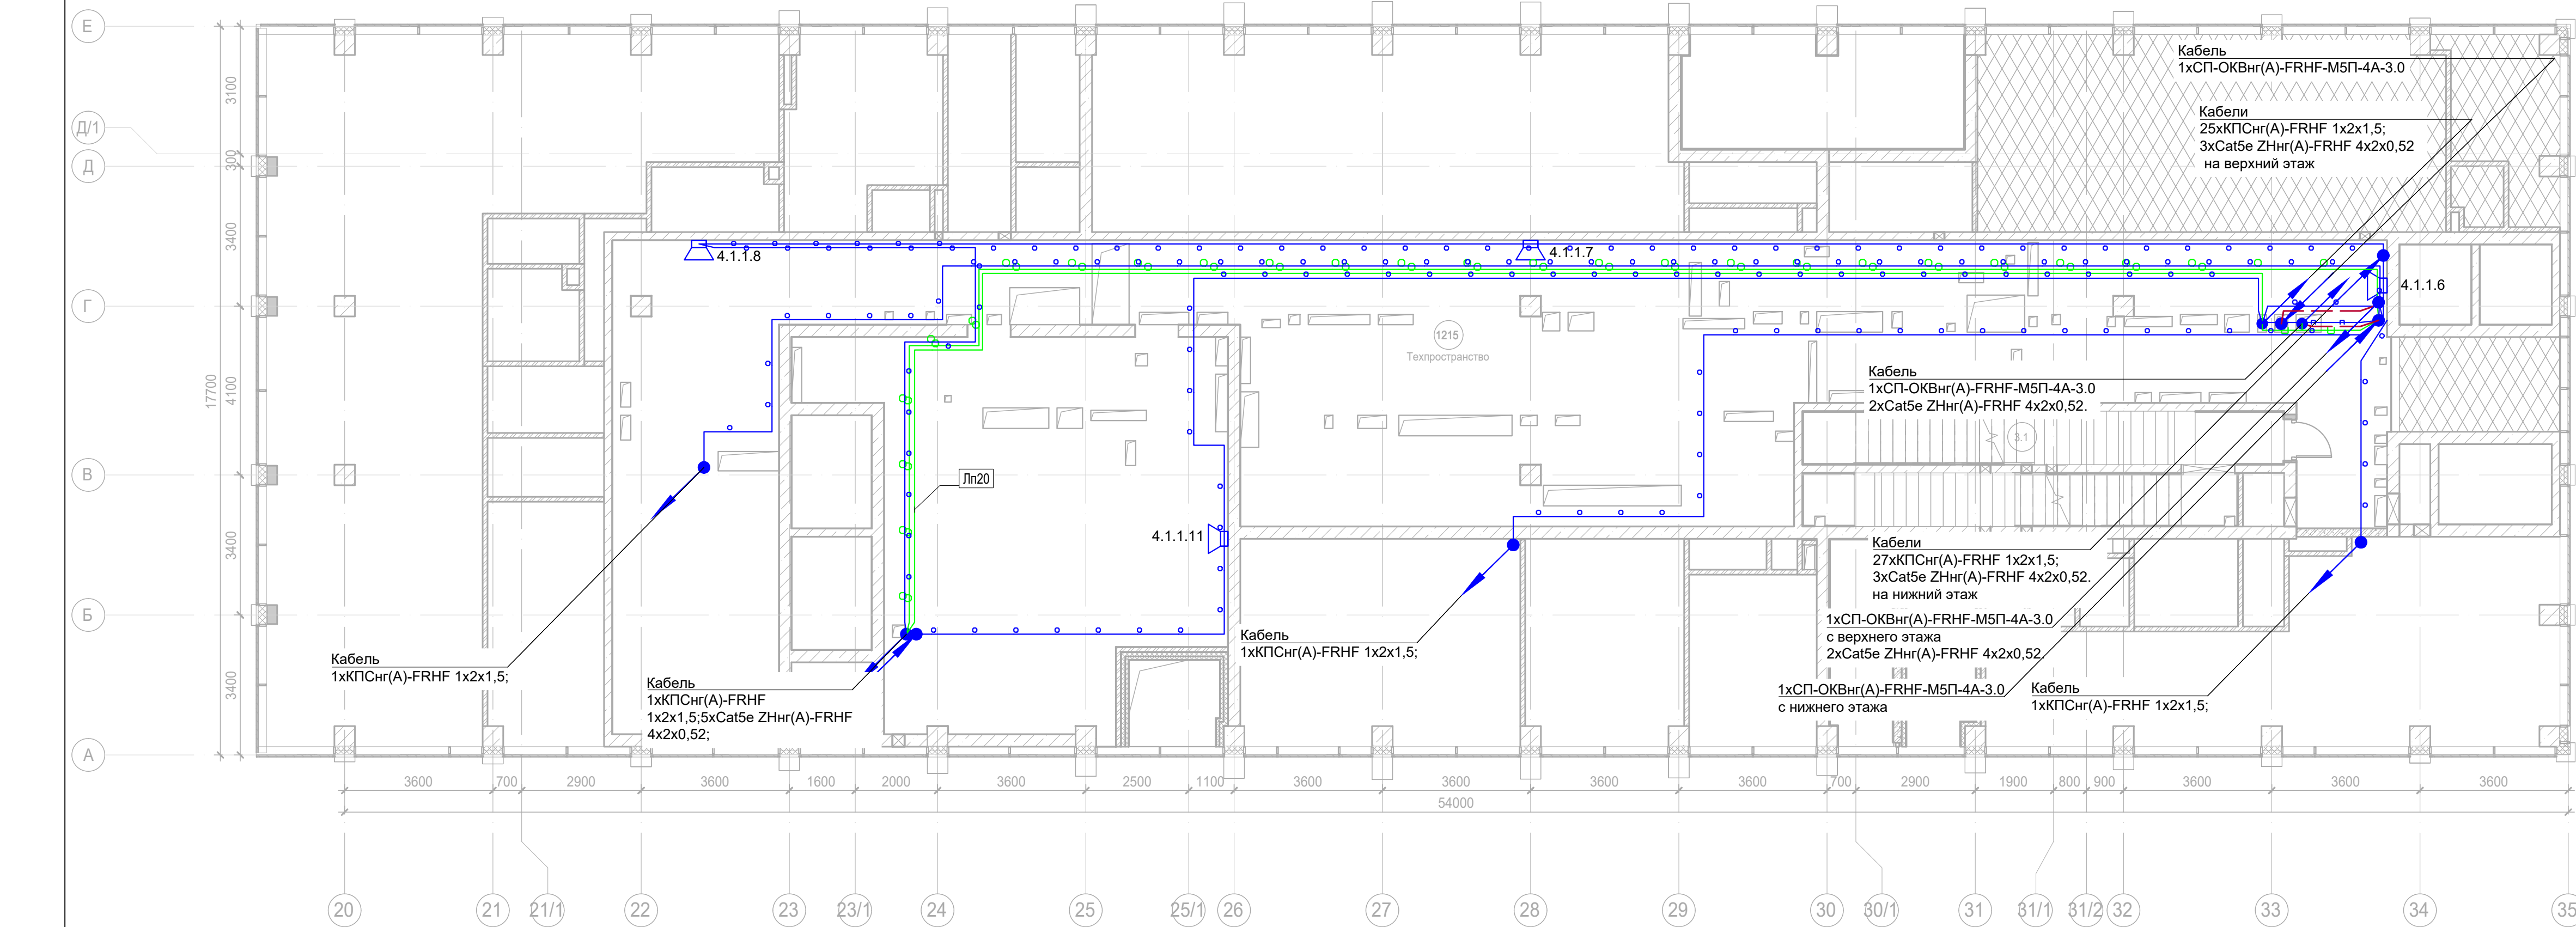 Е
Д/1
Д
Г
В
Б
А
3100
300
3400
4100
3400
3400
17700
Кабель
1хСП-ОКВнг(А)-FRHF-М5П-4А-3.0
Кабели
25хКПСнг(А)-FRHF 1х2х1,5;
3хCat5e ZHнг(А)-FRHF 4х2х0,52
на верхний этаж
4.1.1.8
4.1.1.7
4.1.1.6
1215
Техпространство
Кабель
1хСП-ОКВнг(А)-FRHF-М5П-4А-3.0
2хCat5e ZHнг(А)-FRHF 4х2х0,52.
3.1
Лп20
4.1.1.11
Кабели
27хКПСнг(А)-FRHF 1х2х1,5;
3хCat5e ZHнг(А)-FRHF 4х2х0,52.
на нижний этаж
1хСП-ОКВнг(А)-FRHF-М5П-4А-3.0
с верхнего этажа
2хCat5e ZHнг(А)-FRHF 4х2х0,52
Кабель
1хКПСнг(А)-FRHF 1х2х1,5;
Кабель
1хКПСнг(А)-FRHF 1х2х1,5;
Кабель
1хКПСнг(А)-FRHF
1х2х1,5;5хCat5e ZHнг(А)-FRHF
4х2х0,52;
1хСП-ОКВнг(А)-FRHF-М5П-4А-3.0
с нижнего этажа
Кабель
1хКПСнг(А)-FRHF 1х2х1,5;
3600 700 2900 3600 1600 2000 3600 2500 1100 3600 3600 3600 3600 700 2900 1900 800 900 3600 3600 3600
54000
20 21 21/1 22 23 23/1 24 25 25/1 26 27 28 29 30 30/1 31 31/1 31/2 32 33 34 35